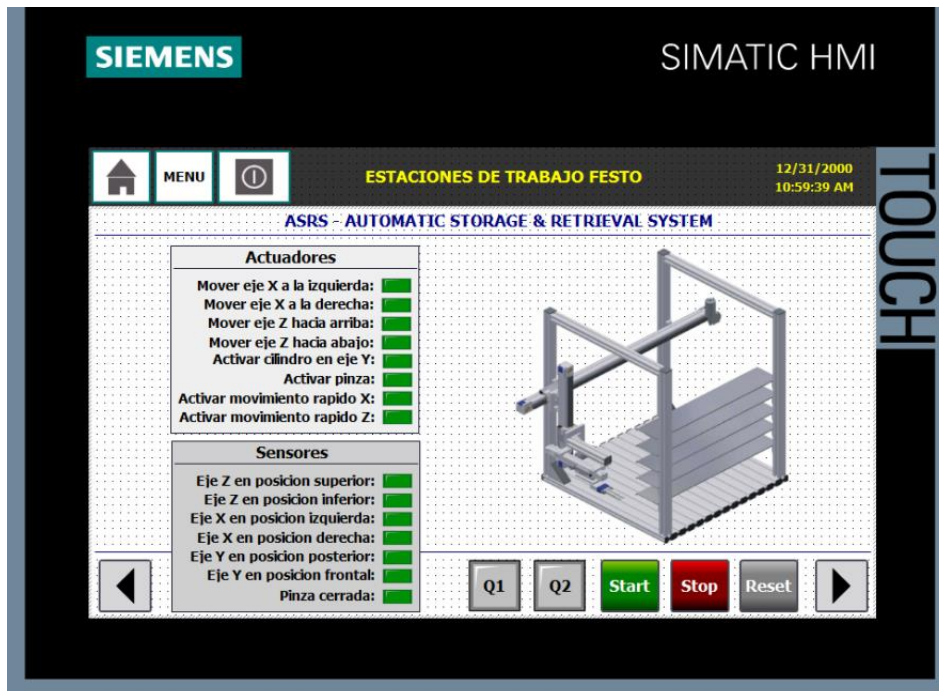 SIEMENS
SIMATIC HMI
TOUCH
MENU
ESTACIONES DE TRABAJO FESTO
12/31/2000
10:59:39 AM
ASRS - AUTOMATIC STORAGE & RETRIEVAL SYSTEM
Actuadores
Mover eje X a la izquierda:
Mover eje X a la derecha:
Mover eje Z hacia arriba:
Mover eje Z hacia abajo:
Activar cilindro en eje Y:
Activar pinza:
Activar movimiento rapido X:
Activar movimiento rapido Z:
Sensores
Eje Z en posicion superior:
Eje Z en posicion inferior:
Eje X en posicion izquierda:
Eje X en posicion derecha:
Eje Y en posicion posterior:
Eje Y en posicion frontal:
Pinza cerrada:
Q1
Q2
Start
Stop
Reset